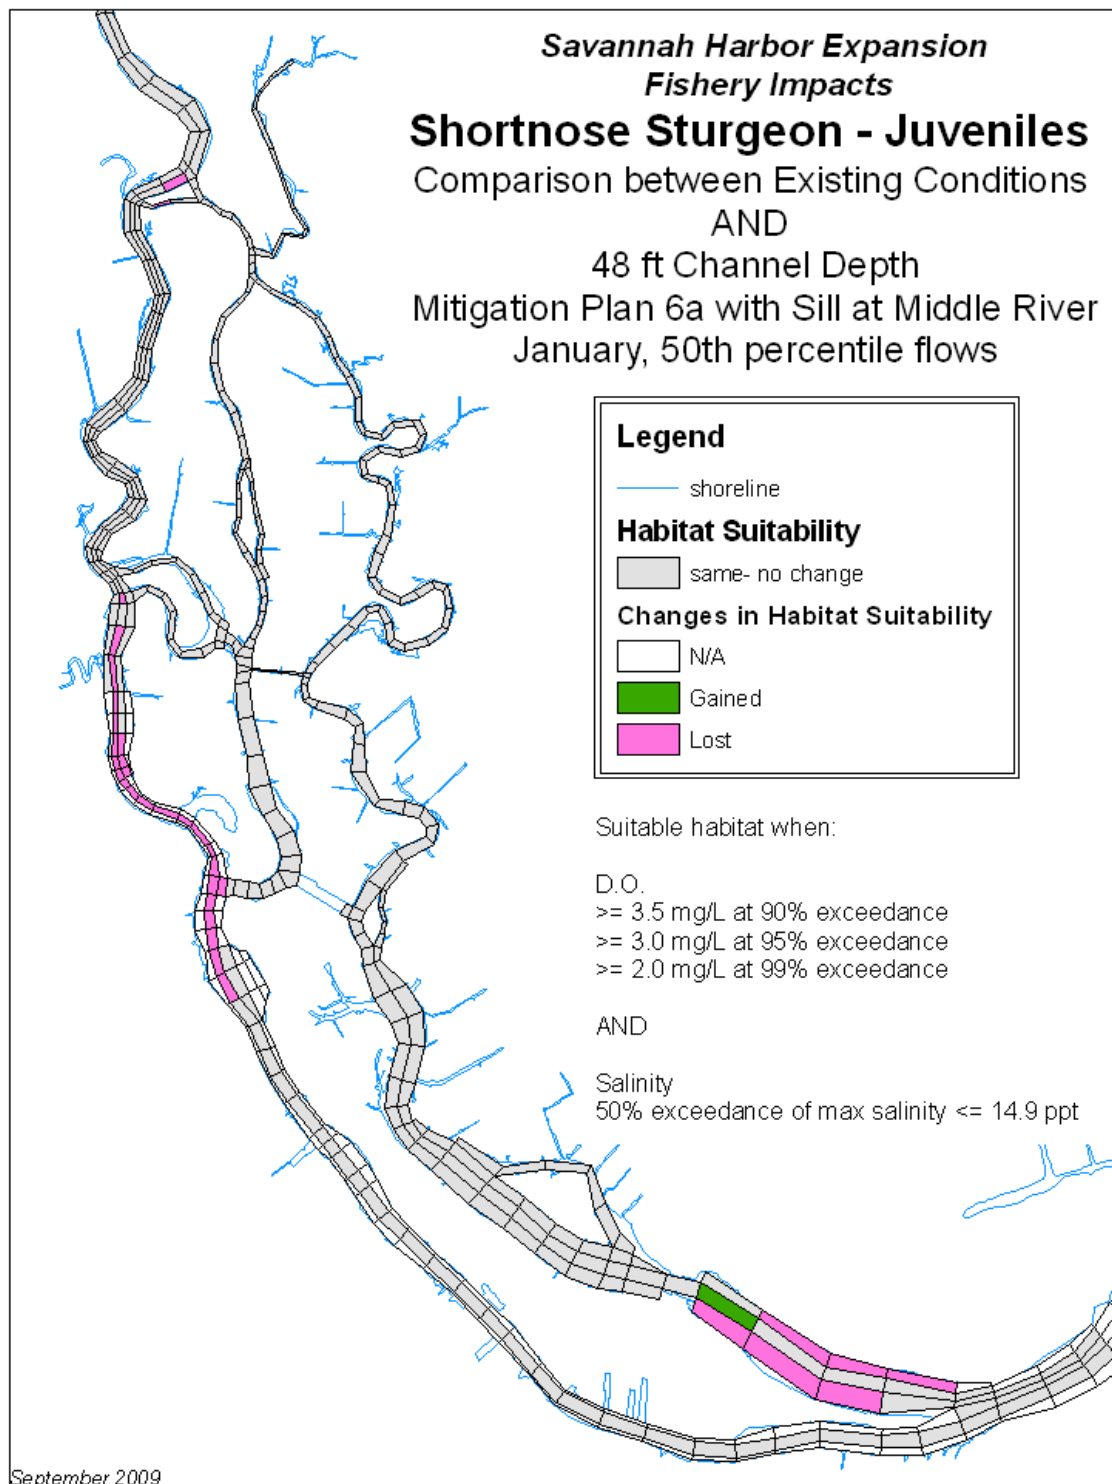 Savannah Harbor Expansion
Fishery Impacts
Shortnose Sturgeon - Juveniles
Comparison between Existing Conditions
AND
48 ft Channel Depth
Mitigation Plan 6a with Sill at Middle River
January, 50th percentile flows
Legend
shoreline
Habitat Suitability
same- no change
Changes in Habitat Suitability
N/A
Gained
Lost
Suitable habitat when:
D.O.
>= 3.5 mg/L at 90% exceedance
>= 3.0 mg/L at 95% exceedance
>= 2.0 mg/L at 99% exceedance
AND
Salinity
50% exceedance of max salinity <= 14.9 ppt
September 2009